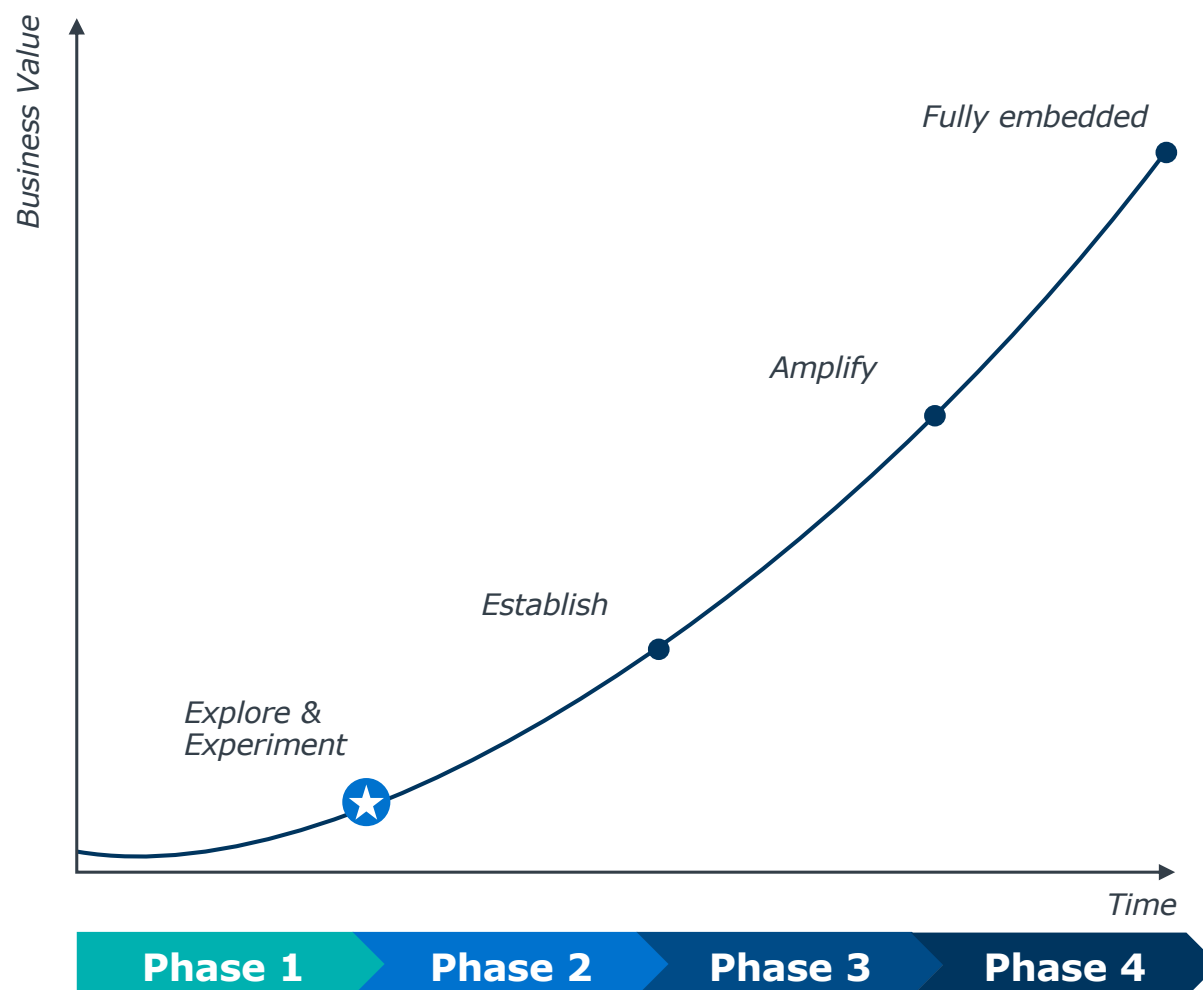 Business Value
Fully embedded
Amplify
Establish
Explore &
Experiment
Time
Phase 1
Phase 2
Phase 3
Phase 4